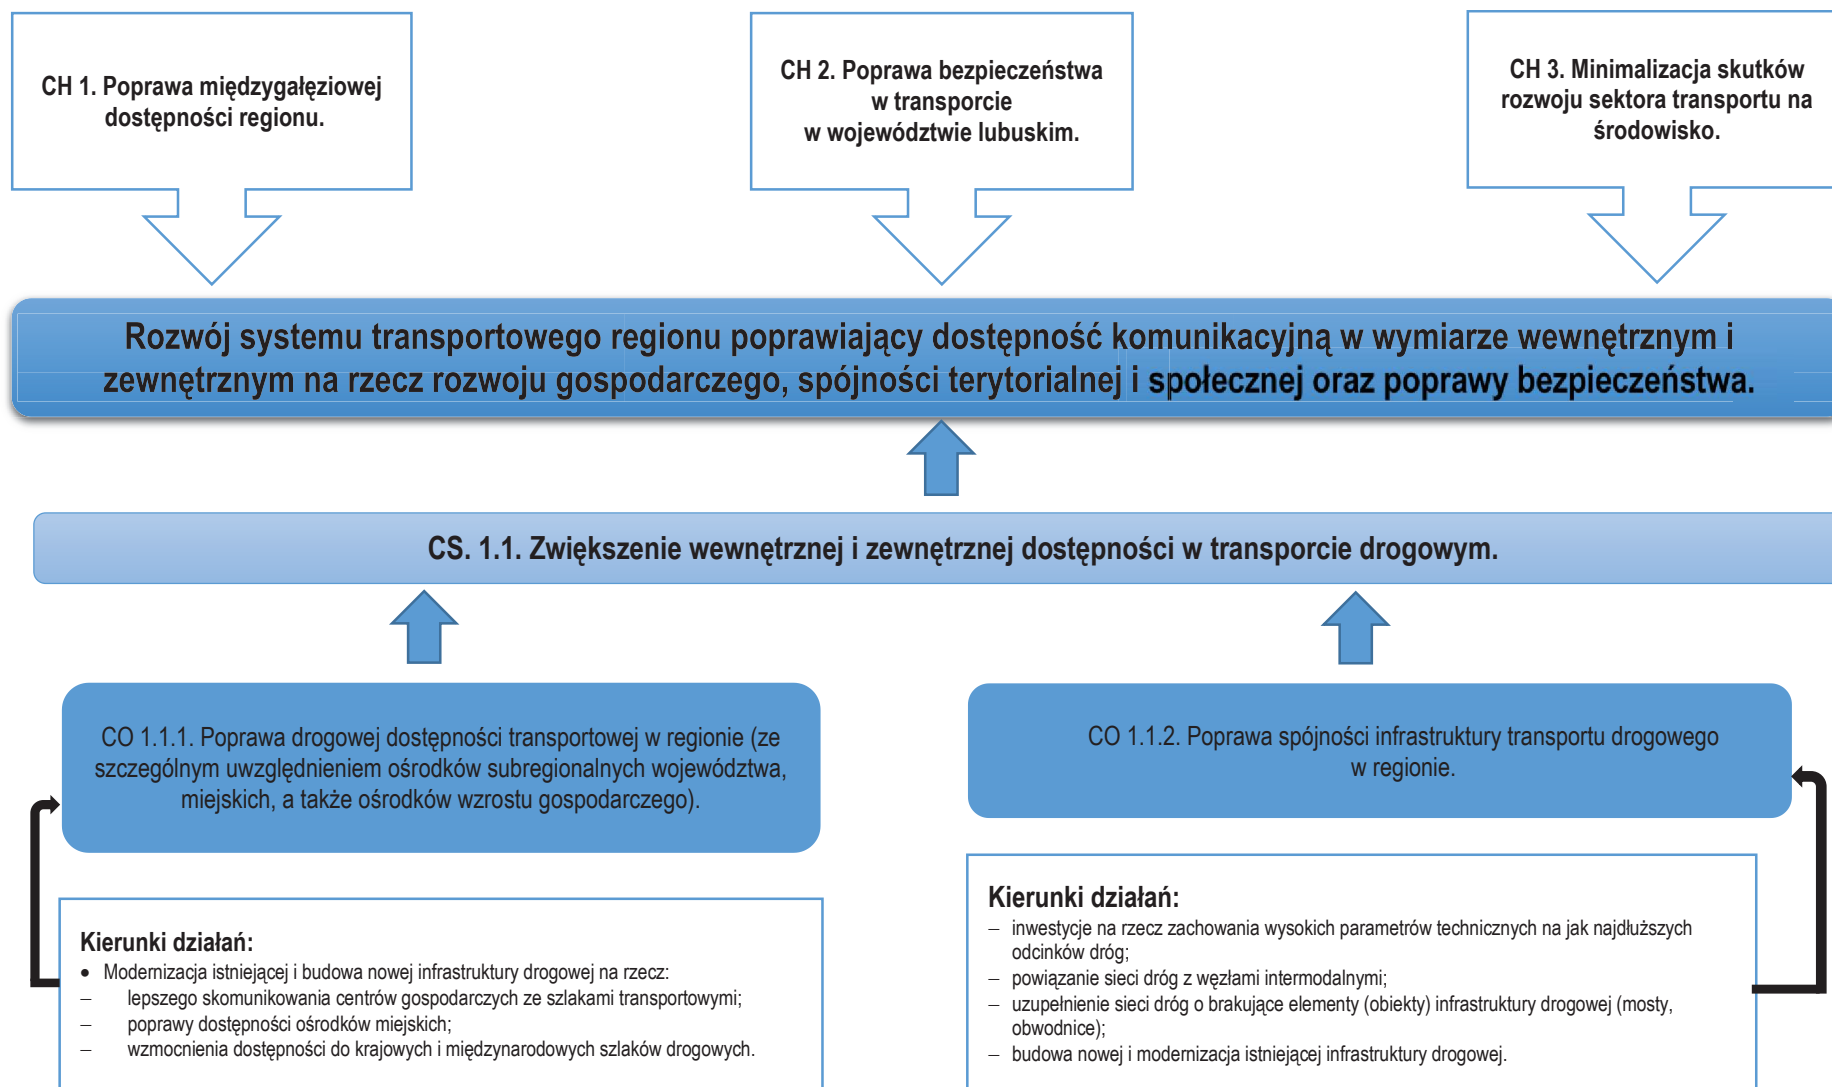 CH 1. Poprawa międzygałęziowej
dostępności regionu.
CH 2. Poprawa bezpieczeństwa
w transporcie
w województwie lubuskim.
CH 3. Minimalizacja skutków
rozwoju sektora transportu na
środowisko.
Rozwój systemu transportowego regionu poprawiający dostępność komunikacyjną w wymiarze wewnętrznym i
zewnętrznym na rzecz rozwoju gospodarczego, spójności terytorialnej i społecznej oraz poprawy bezpieczeństwa.
CS. 1.1. Zwiększenie wewnętrznej i zewnętrznej dostępności w transporcie drogowym.
CO 1.1.1. Poprawa drogowej dostępności transportowej w regionie (ze
szczególnym uwzględnieniem ośrodków subregionalnych województwa,
miejskich, a także ośrodków wzrostu gospodarczego).
Kierunki działań:
• Modernizacja istniejącej i budowa nowej infrastruktury drogowej na rzecz:
– lepszego skomunikowania centrów gospodarczych ze szlakami transportowymi;
– poprawy dostępności ośrodków miejskich;
– wzmocnienia dostępności do krajowych i międzynarodowych szlaków drogowych.
CO 1.1.2. Poprawa spójności infrastruktury transportu drogowego
w regionie.
Kierunki działań:
– inwestycje na rzecz zachowania wysokich parametrów technicznych na jak najdłuższych
odcinków dróg;
– powiązanie sieci dróg z węzłami intermodalnymi;
– uzupełnienie sieci dróg o brakujące elementy (obiekty) infrastruktury drogowej (mosty,
obwodnice);
– budowa nowej i modernizacja istniejącej infrastruktury drogowej.